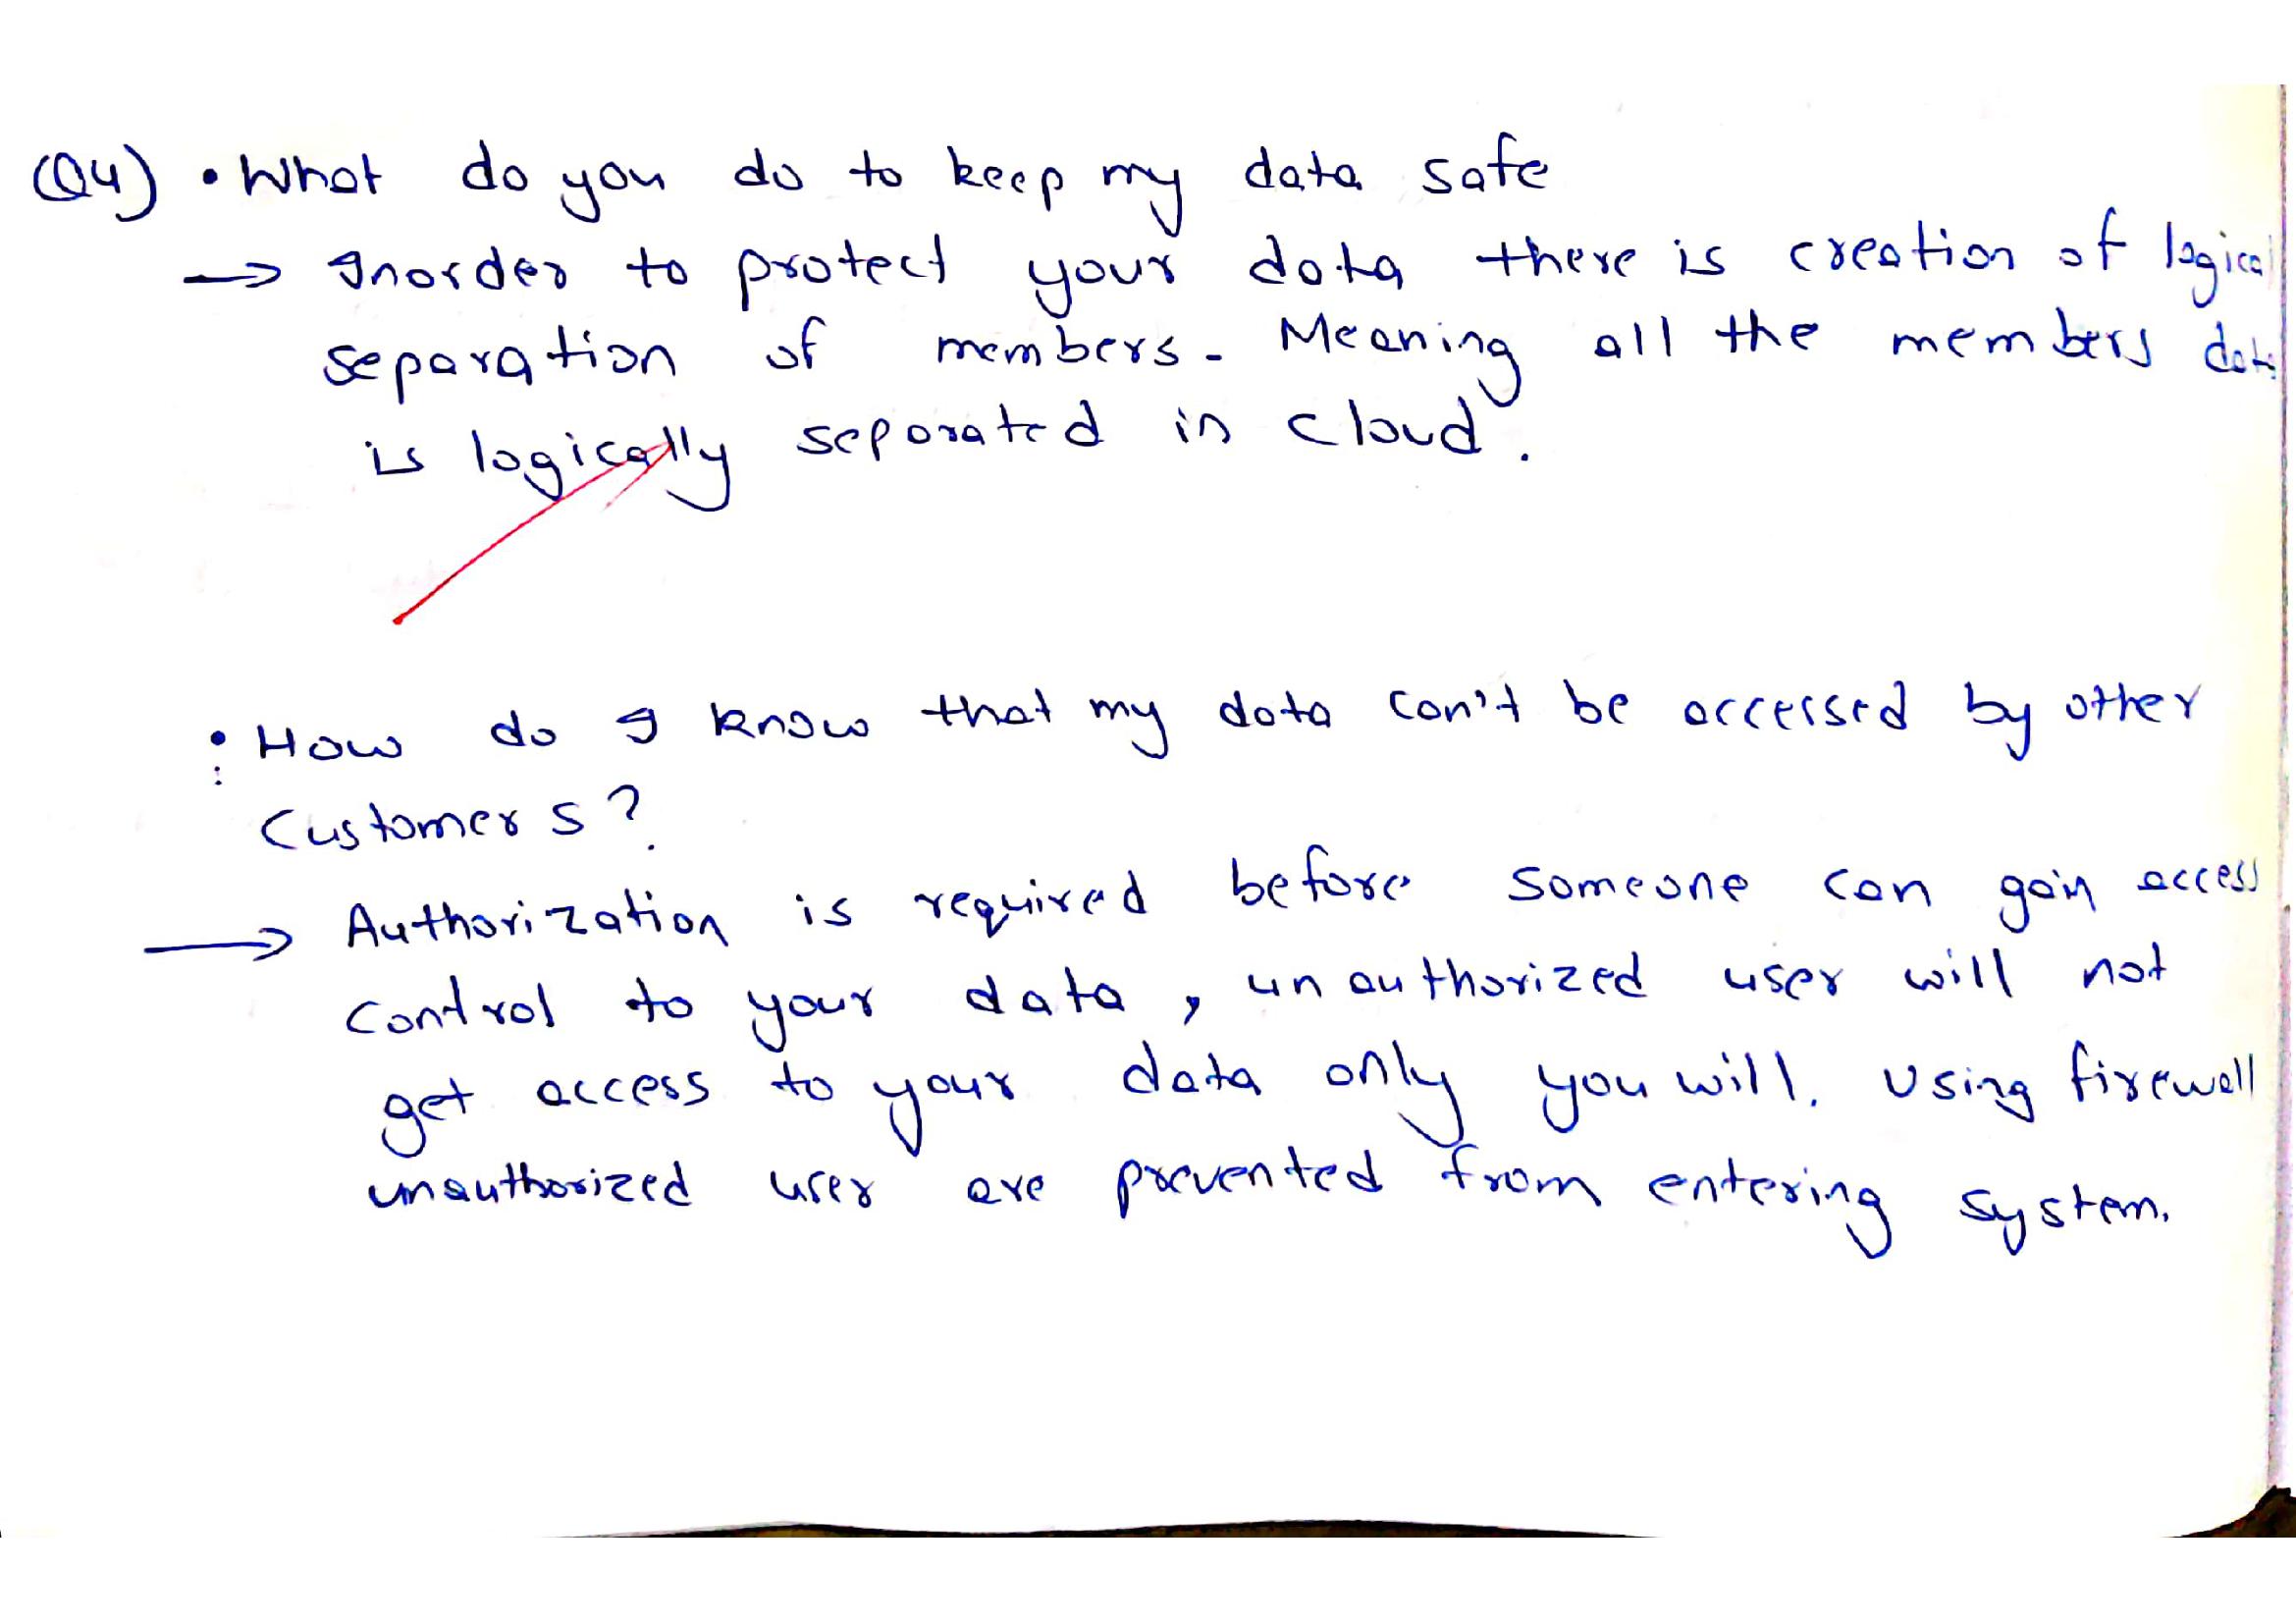 (Q4) • What do you do to keep my data safe
→ Inorder to protect your data there is creation of logical
separation of members. Meaning all the members data
is logically separated in cloud.
• How do I know that my data can't be accessed by other
Customers?
→ Authorization is required before someone can gain access
control to your data, unauthorized user will not
get access to your data only you will. Using firewall
unauthorized user are prevented from entering system.